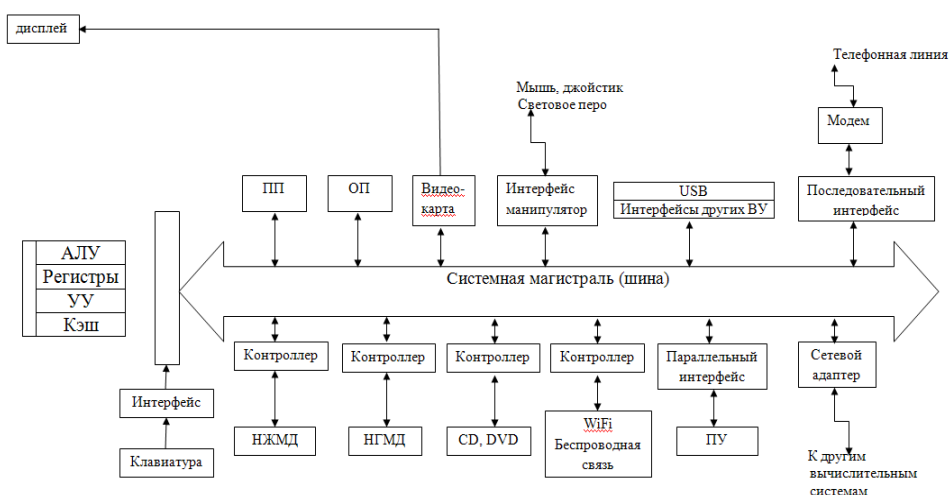 дисплей
Телефонная линия
Мышь, джойстик
Световое перо
Модем
ПП
ОП
Видео-
карта
Интерфейс
манипулятор
USB
Интерфейсы других ВУ
Последовательный
интерфейс
АЛУ
Регистры
УУ
Кэш
Системная магистраль (шина)
Контроллер
Контроллер
Контроллер
Контроллер
Параллельный
интерфейс
Сетевой
адаптер
Интерфейс
Клавиатура
НЖМД
НГМД
CD, DVD
WiFi
Беспроводная
связь
ПУ
К другим
вычислительным
системам